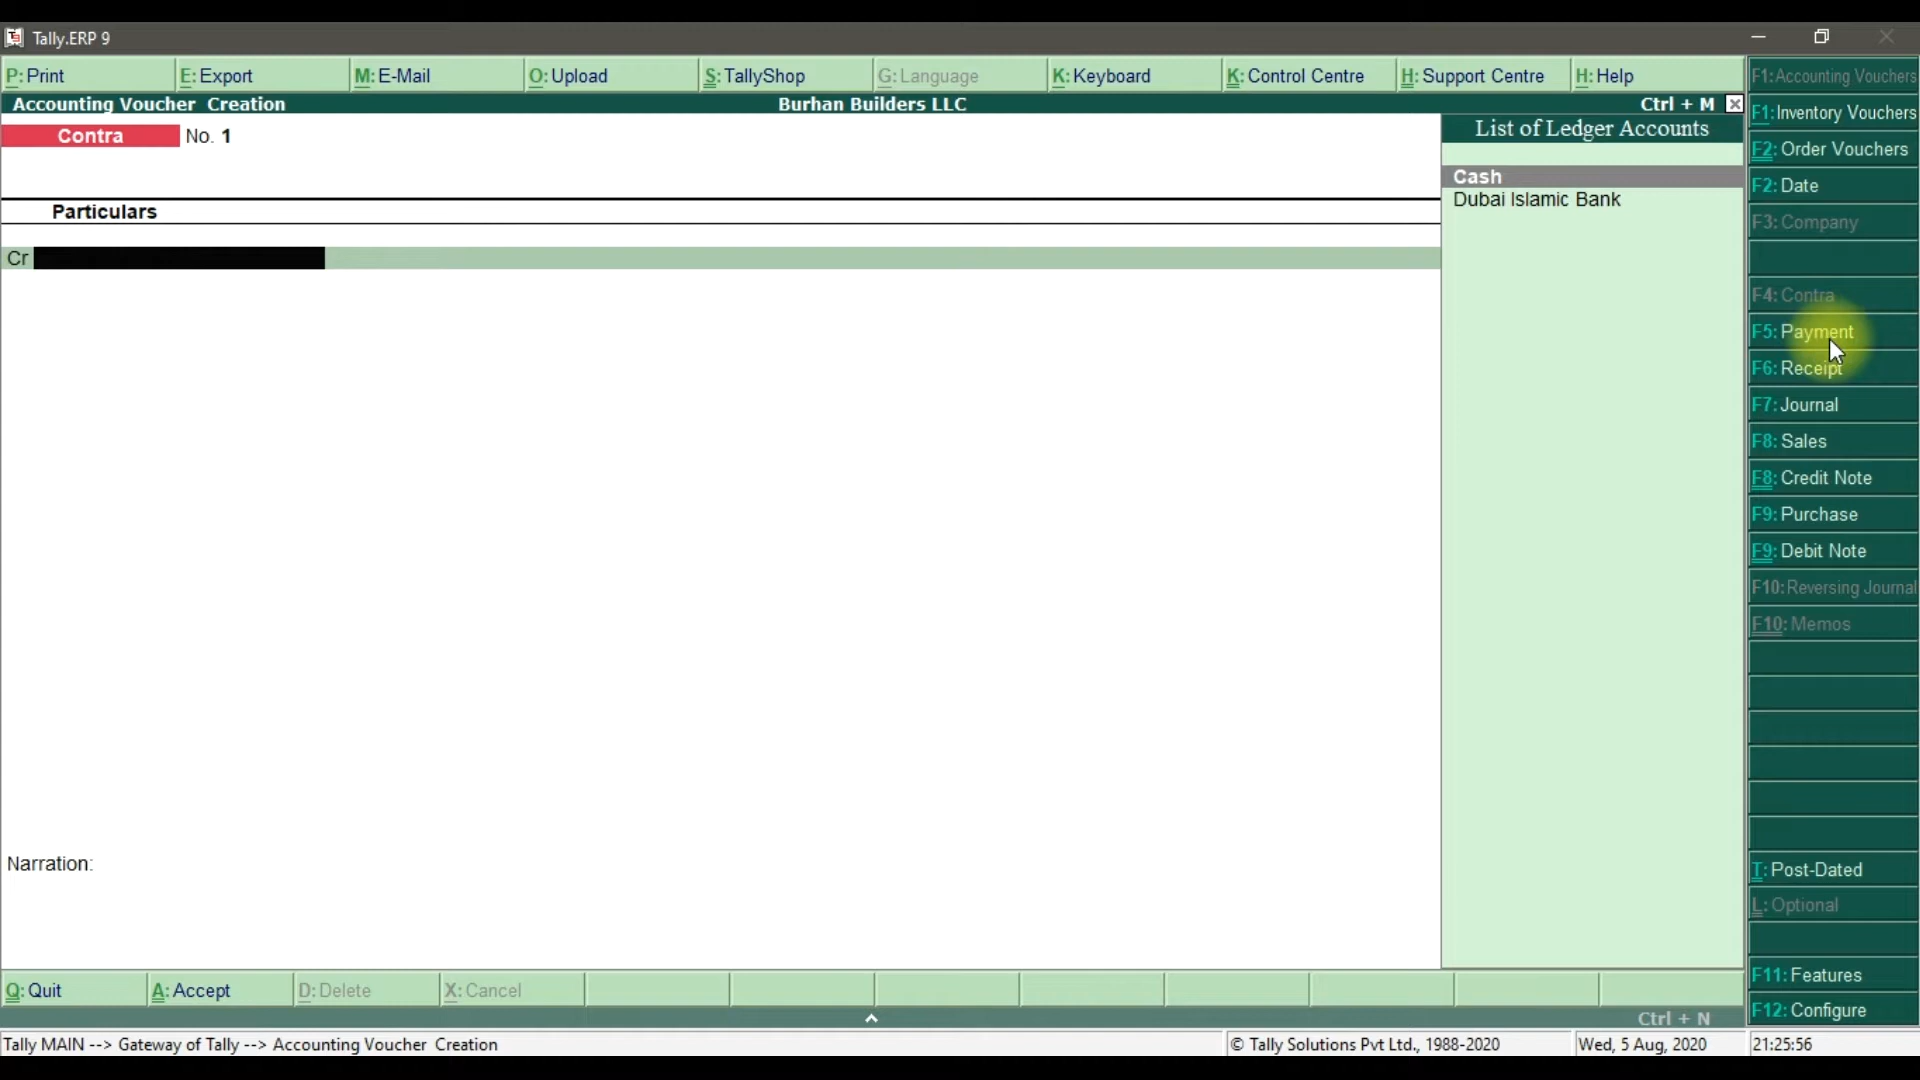 Tally.ERP 9
P: Print E: Export M: E-Mail O: Upload S: TallyShop G: Language K: Keyboard K: Control Centre H: Support Centre H: Help
Accounting Voucher Creation Burhan Builders LLC Ctrl + M
Contra No. 1
Particulars
Cr
List of Ledger Accounts
Cash
Dubai Islamic Bank
F1: Accounting Vouchers
F1: Inventory Vouchers
F2: Order Vouchers
F2: Date
F3: Company
F4: Contra
F5: Payment
F6: Receipt
F7: Journal
F8: Sales
F8: Credit Note
F9: Purchase
F9: Debit Note
F10: Reversing Journal
F10: Memos
T: Post-Dated
L: Optional
F11: Features
F12: Configure
Narration:
Q: Quit A: Accept D: Delete X: Cancel
Ctrl + N
Tally MAIN --> Gateway of Tally --> Accounting Voucher Creation © Tally Solutions Pvt Ltd., 1988-2020 Wed, 5 Aug, 2020 21:25:56